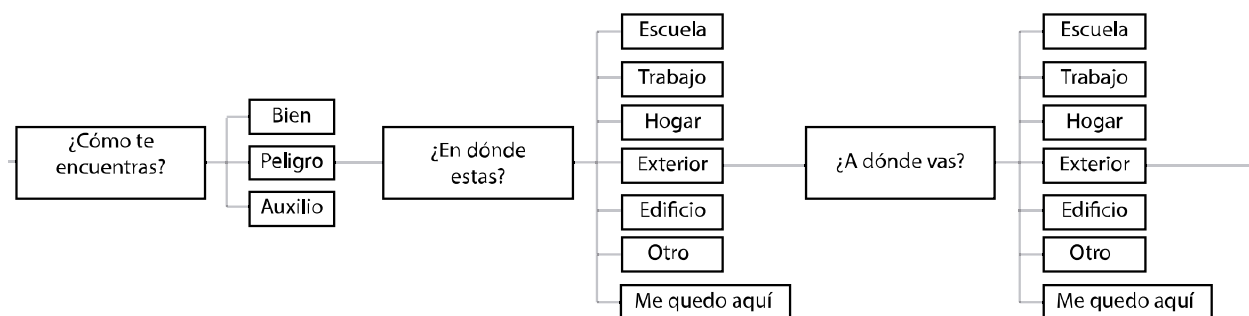 ¿Cómo te
encuentras?
Bien
Peligro
Auxilio
¿En dónde
estas?
Escuela
Trabajo
Hogar
Exterior
Edificio
Otro
Me quedo aquí
¿A dónde vas?
Escuela
Trabajo
Hogar
Exterior
Edificio
Otro
Me quedo aquí